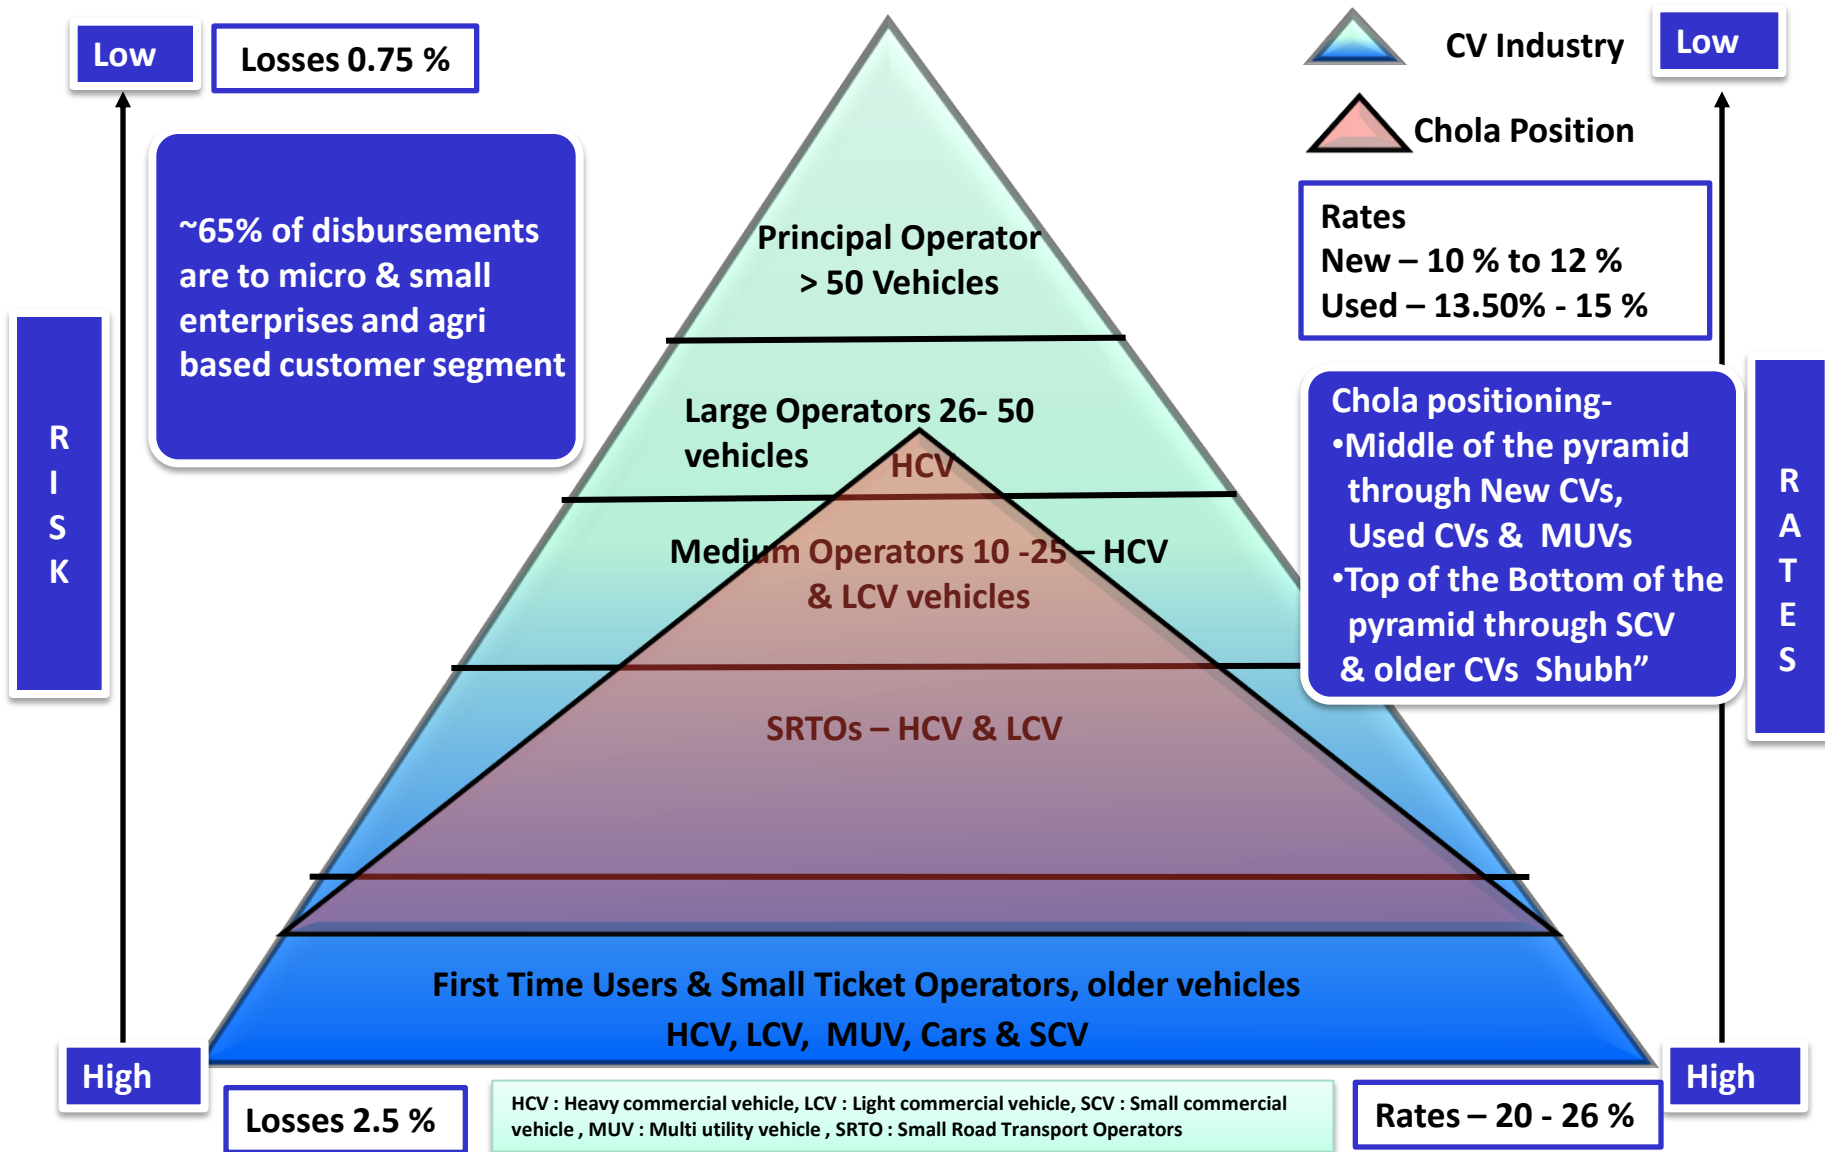 Low
Losses 0.75 %
~65% of disbursements
are to micro & small
enterprises and agri
based customer segment
R
I
S
K
High
Losses 2.5 %
Principal Operator
> 50 Vehicles
Large Operators 26- 50
vehicles
HCV
Medium Operators 10 -25 – HCV
& LCV vehicles
SRTOs – HCV & LCV
First Time Users & Small Ticket Operators, older vehicles
HCV, LCV, MUV, Cars & SCV
HCV : Heavy commercial vehicle, LCV : Light commercial vehicle, SCV : Small commercial
vehicle , MUV : Multi utility vehicle , SRTO : Small Road Transport Operators
CV Industry
Chola Position
Low
Rates
New – 10 % to 12 %
Used – 13.50% - 15 %
Chola positioning-
•Middle of the pyramid
through New CVs,
Used CVs & MUVs
•Top of the Bottom of the
pyramid through SCV
& older CVs Shubh”
R
A
T
E
S
High
Rates – 20 - 26 %